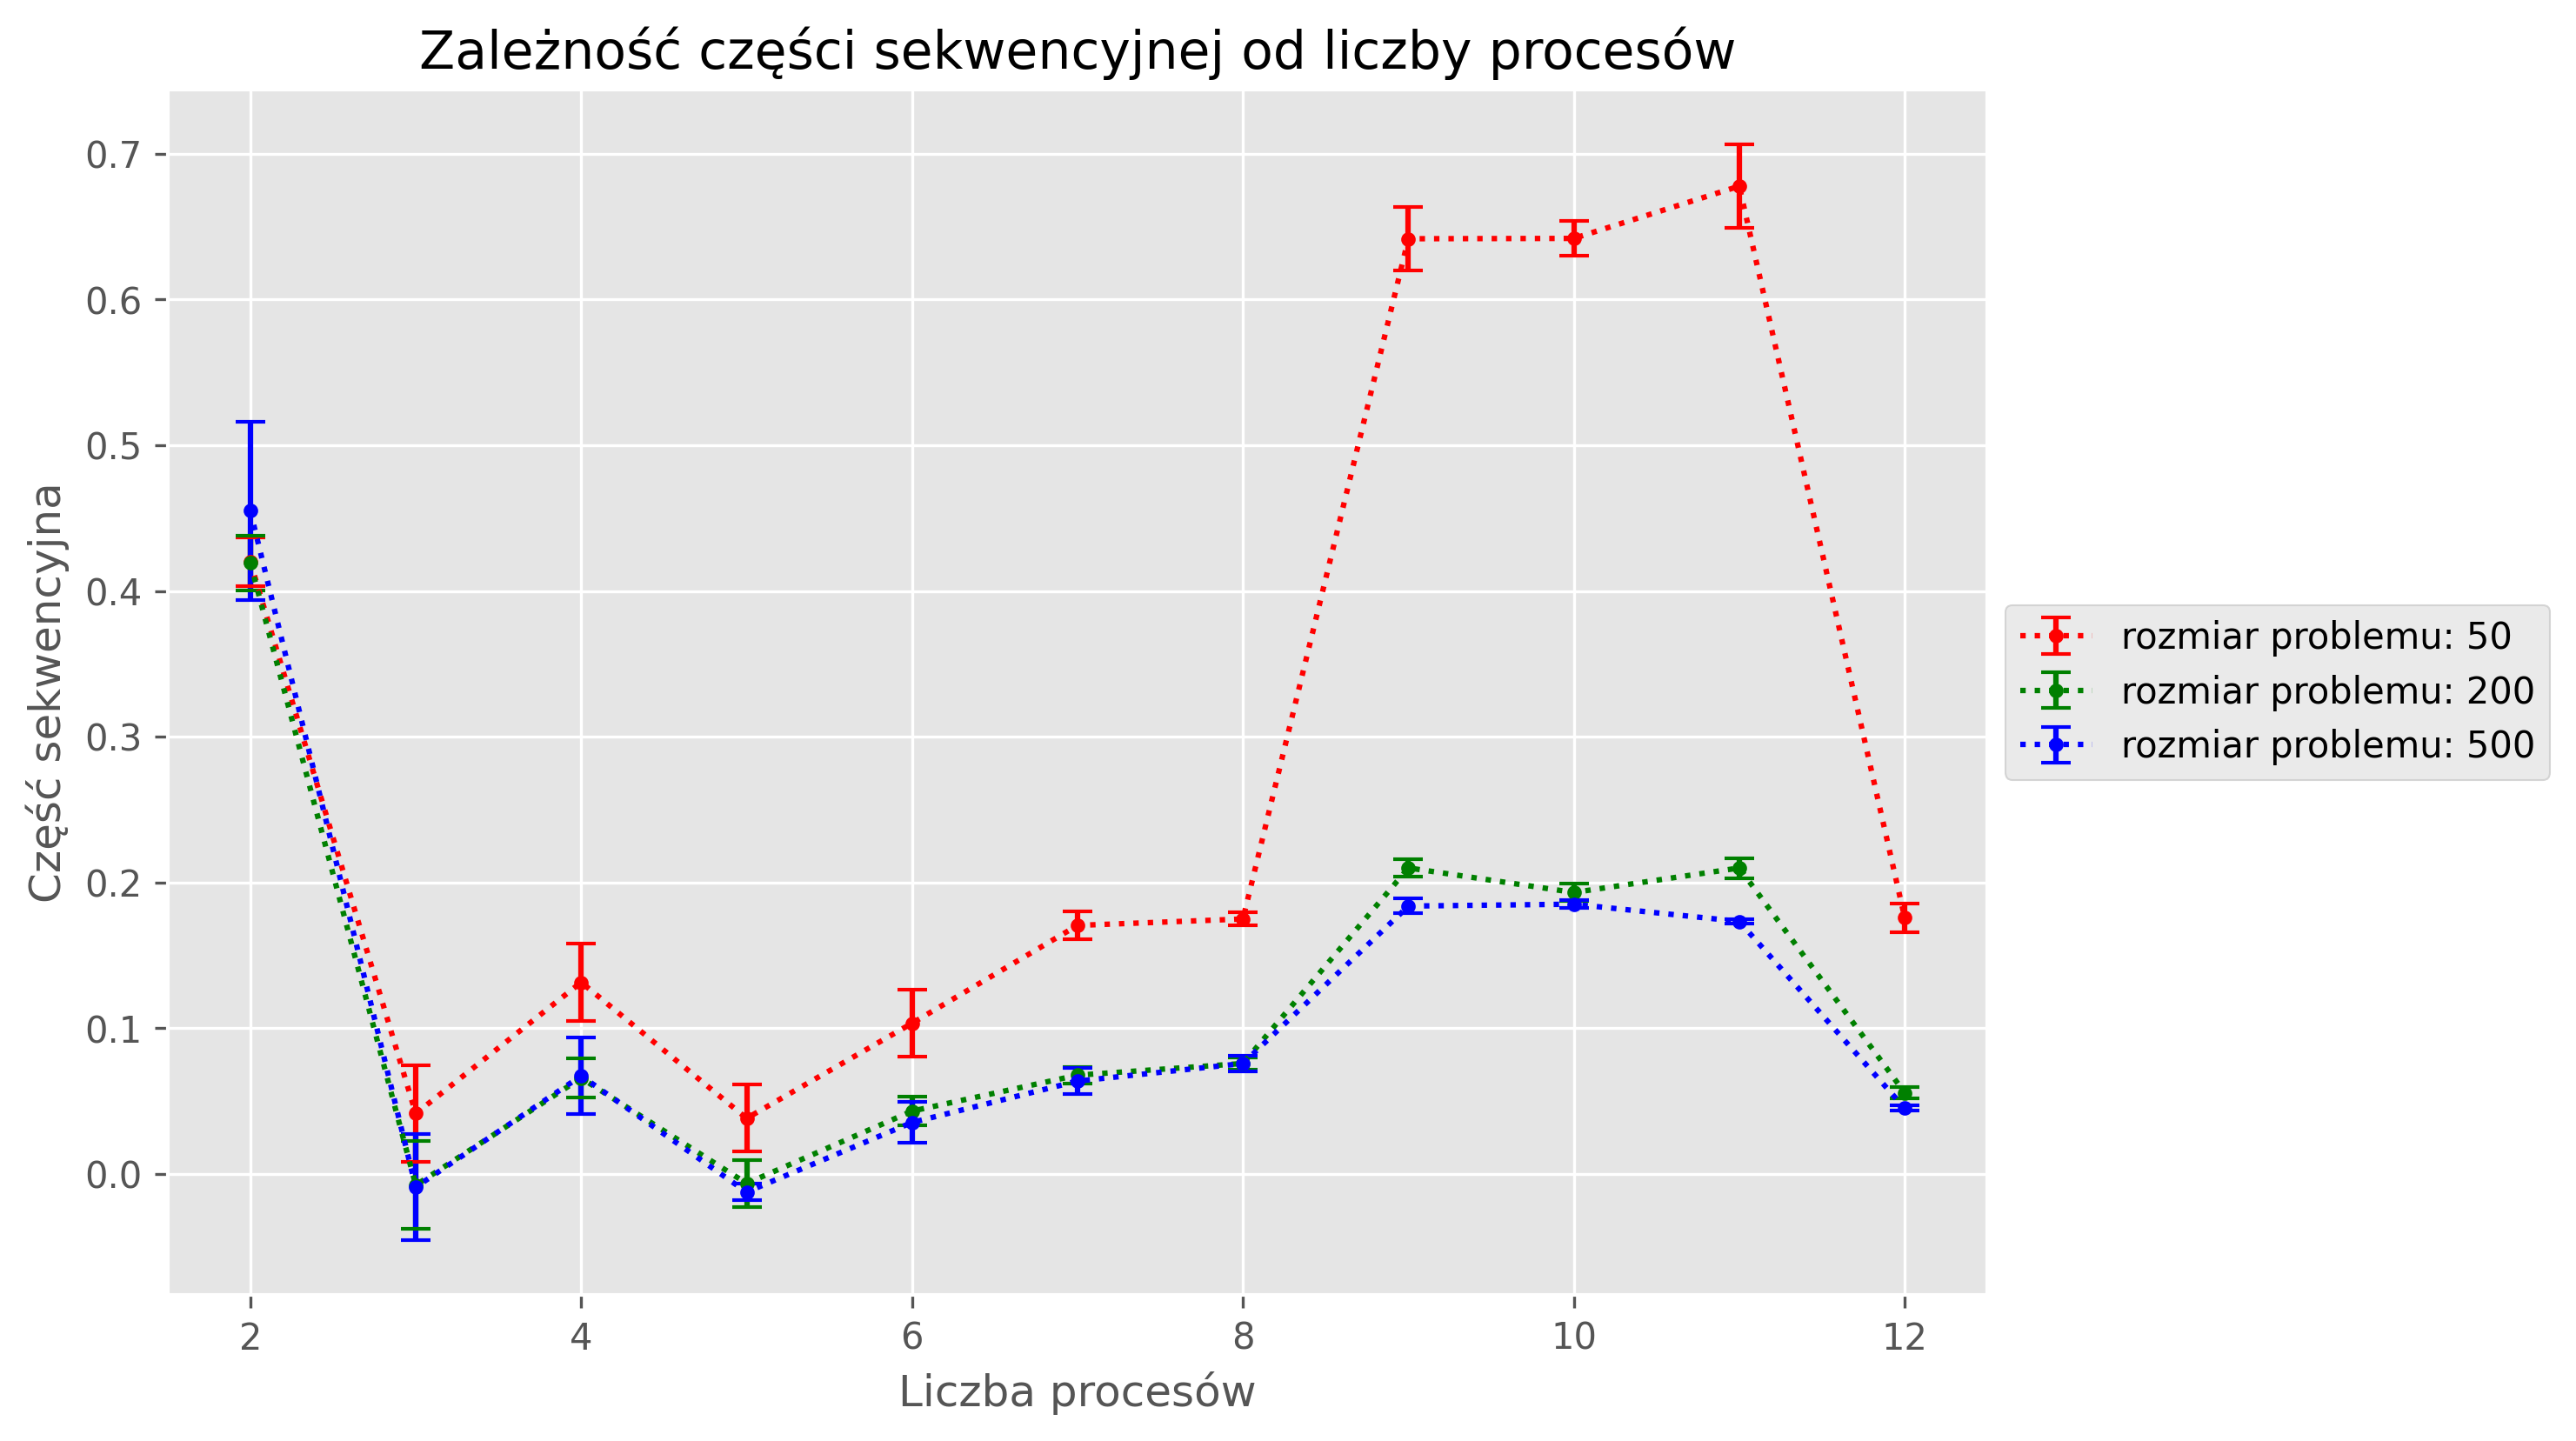 Zależność części sekwencyjnej od liczby procesów
Część sekwencyjna
0.7
0.6
0.5
0.4
0.3
0.2
0.1
0.0
2 4 6 8 10 12
Liczba procesów
rozmiar problemu: 50
rozmiar problemu: 200
rozmiar problemu: 500